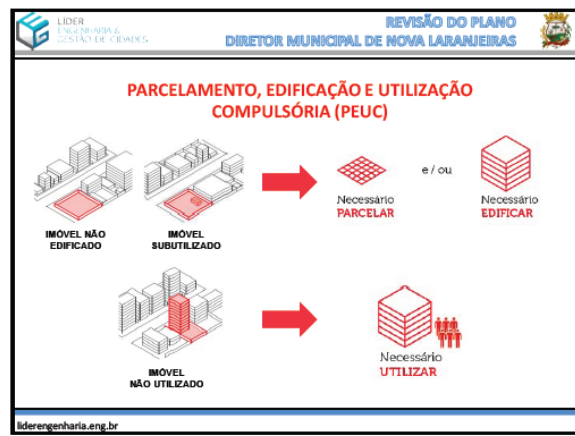 LÍDER
ENGENHARIA &
GESTÃO DE CIDADES
REVISÃO DO PLANO
DIRETOR MUNICIPAL DE NOVA LARANJEIRAS
PARCELAMENTO, EDIFICAÇÃO E UTILIZAÇÃO
COMPULSÓRIA (PEUC)
IMÓVEL NÃO
EDIFICADO
IMÓVEL
SUBUTILIZADO
Necessário
PARCELAR
e / ou
Necessário
EDIFICAR
IMÓVEL
NÃO UTILIZADO
Necessário
UTILIZAR
liderengenharia.eng.br